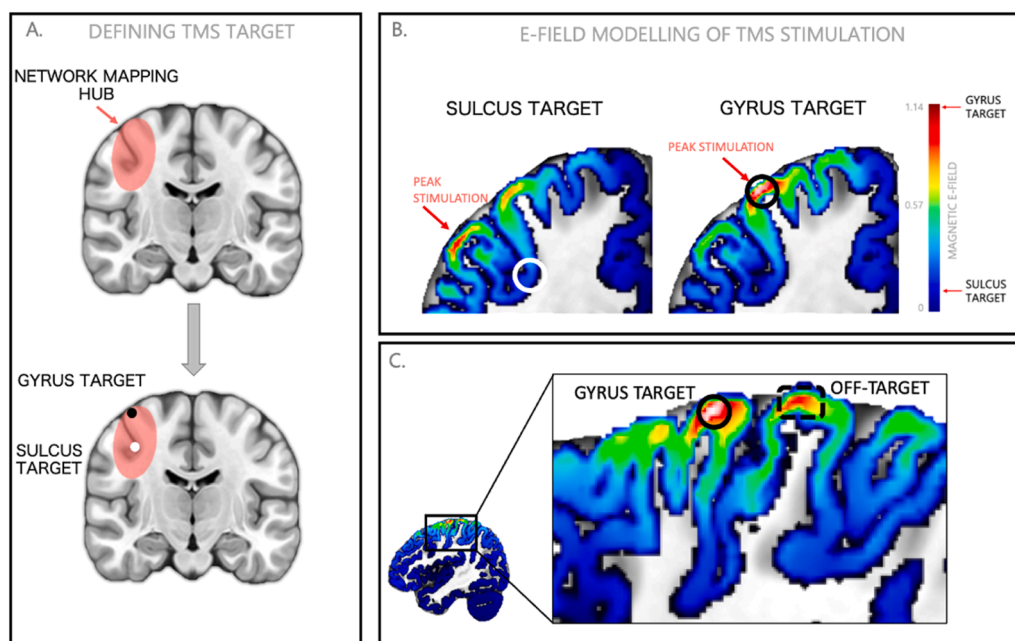 A.
DEFINING TMS TARGET
NETWORK MAPPING
HUB
GYRUS TARGET
SULCUS
TARGET
B.
E-FIELD MODELLING OF TMS STIMULATION
SULCUS TARGET
GYRUS TARGET
PEAK
STIMULATION
PEAK STIMULATION
1.14
0.57
0
MAGNETIC E-FIELD
GYRUS
TARGET
SULCUS
TARGET
C.
GYRUS TARGET
OFF-TARGET